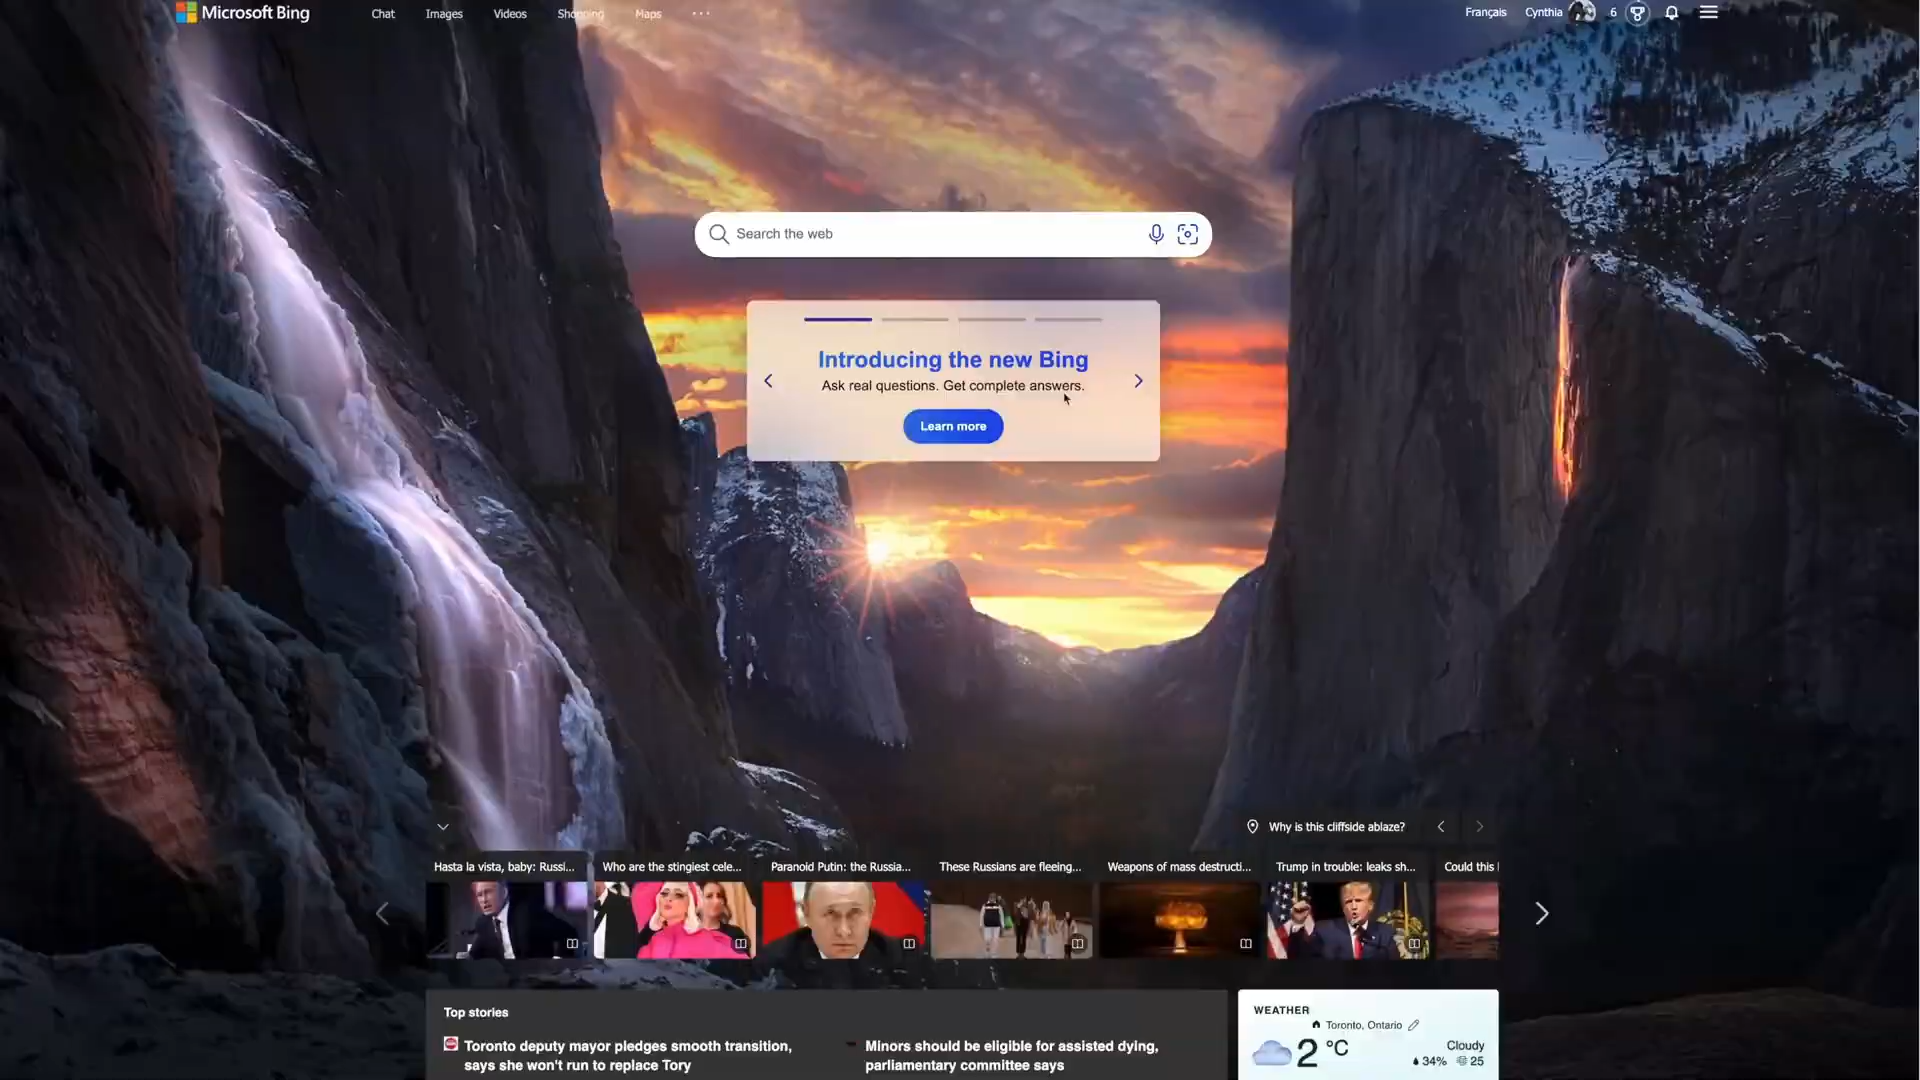 Microsoft Bing
Chat
Images
Videos
Shopping
Maps
Français
Cynthia
6
Search the web
Introducing the new Bing
Ask real questions. Get complete answers.
Learn more
Why is this cliffside ablaze?
Hasta la vista, baby: Russi...
Who are the stingiest cele...
Paranoid Putin: the Russia...
These Russians are fleeing...
Weapons of mass destructi...
Trump in trouble: leaks sh...
Could this
Top stories
Toronto deputy mayor pledges smooth transition,
says she won't run to replace Tory
Minors should be eligible for assisted dying,
parliamentary committee says
WEATHER
Toronto, Ontario
2 °C
Cloudy
34%
25